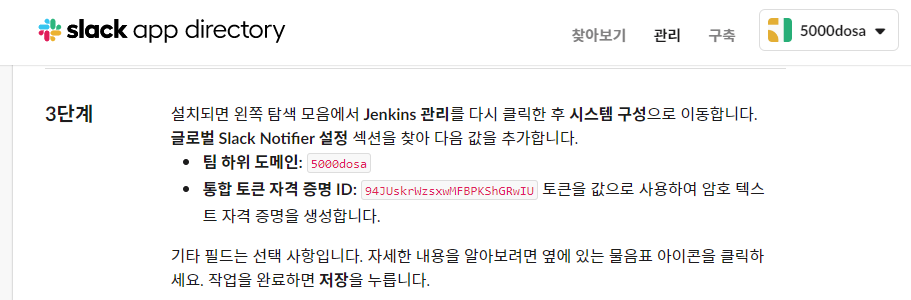 slack app directory
찾아보기 관리 구축 5000dosa
3단계
설치되면 왼쪽 탐색 모음에서 Jenkins 관리를 다시 클릭한 후 시스템 구성으로 이동합니다.
글로벌 Slack Notifier 설정 섹션을 찾아 다음 값을 추가합니다.
• 팀 하위 도메인: 5000dosa
• 통합 토큰 자격 증명 ID: 94JUskrWzsxwMFBPKShGRwIU 토큰을 값으로 사용하여 암호 텍스
트 자격 증명을 생성합니다.
기타 필드는 선택 사항입니다. 자세한 내용을 알아보려면 옆에 있는 물음표 아이콘을 클릭하
세요. 작업을 완료하면 저장을 누릅니다.